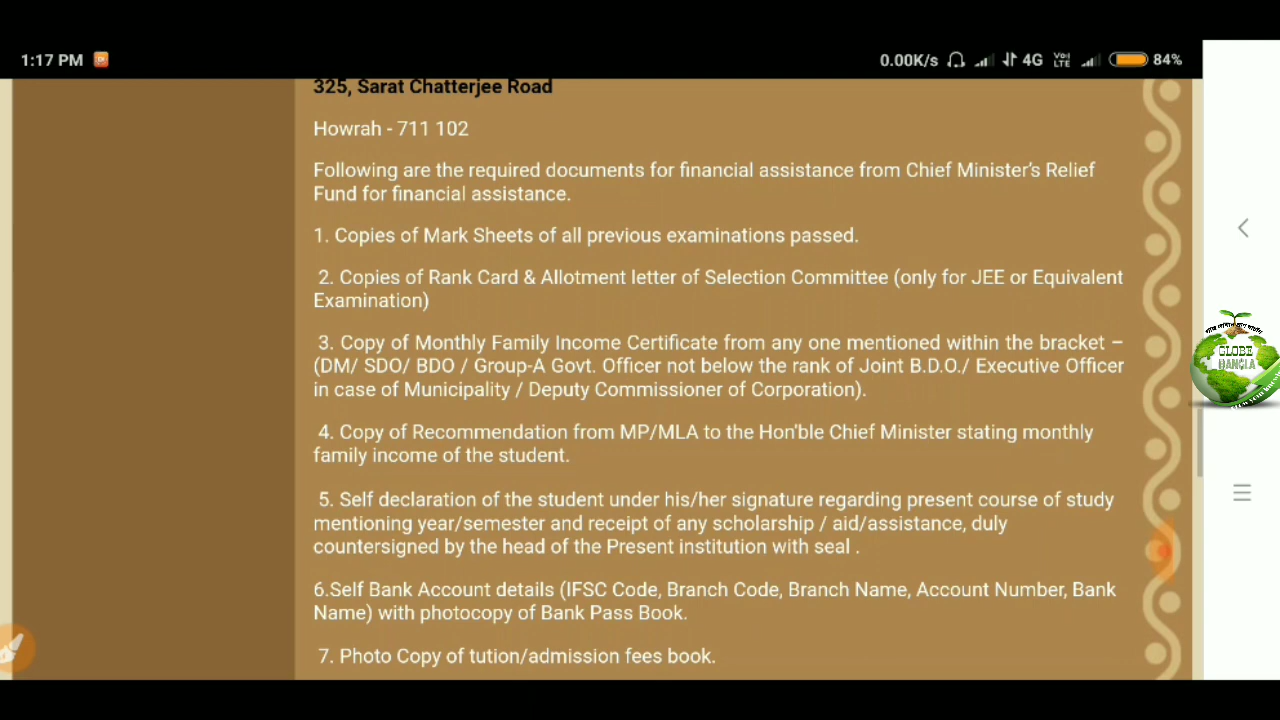 1:17 PM
0.00K/s 4G Vo) LTE 84%
325, Sarat Chatterjee Road
Howrah - 711 102
Following are the required documents for financial assistance from Chief Minister's Relief
Fund for financial assistance.
1. Copies of Mark Sheets of all previous examinations passed.
2. Copies of Rank Card & Allotment letter of Selection Committee (only for JEE or Equivalent
Examination)
3. Copy of Monthly Family Income Certificate from any one mentioned within the bracket –
(DM/ SDO/ BDO / Group-A Govt. Officer not below the rank of Joint B.D.O./ Executive Officer
in case of Municipality / Deputy Commissioner of Corporation).
4. Copy of Recommendation from MP/MLA to the Hon'ble Chief Minister stating monthly
family income of the student.
5. Self declaration of the student under his/her signature regarding present course of study
mentioning year/semester and receipt of any scholarship / aid/assistance, duly
countersigned by the head of the Present institution with seal .
6.Self Bank Account details (IFSC Code, Branch Code, Branch Name, Account Number, Bank
Name) with photocopy of Bank Pass Book.
7. Photo Copy of tution/admission fees book.
GLOBE
BANGLA